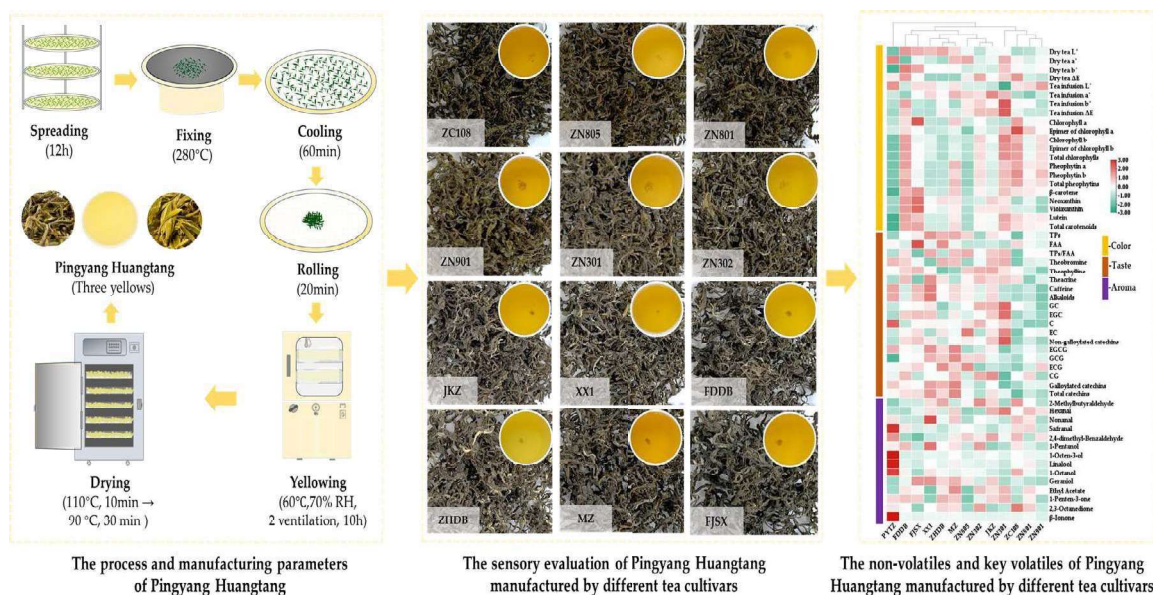 Spreading
(12h)
Fixing
(280°C)
Cooling
(60min)
Pingyang Huangtang
(Three yellows)
Rolling
(20min)
Drying
(110°C, 10min →
90 °C, 30 min )
Yellowing
(60°C,70% RH,
2 ventilation, 10h)
The process and manufacturing parameters
of Pingyang Huangtang
ZC108
ZN805
ZN801
ZN901
ZN301
ZN302
JKZ
XX1
FDDB
ZHDB
MZ
FJSX
The sensory evaluation of Pingyang Huangtang
manufactured by different tea cultivars
Dry tea L*
Dry tea a*
Dry tea b*
Dry tea ΔE
Tea infusion L*
Tea infusion a*
Tea infusion b*
Tea infusion ΔE
Chlorophyll a
Epimer of chlorophyll a
Chlorophyll b
Epimer of chlorophyll b
Total chlorophylls
Pheophytin a
Pheophytin b
Total pheophytins
β-carotene
Neoxanthin
Violaxanthin
Lutein
Total carotenoids
TPs
FAA
TPs/FAA
Theobromine
Theophylline
Theacrine
Caffeine
Alkaloids
GC
EGC
C
EC
Non-galloylated catechins
EGCG
GCG
ECG
CG
Galloylated catechins
Total catechins
2-Methylbutyraldehyde
Hexanal
Nonanal
Safranal
2,4-dimethyl-Benzaldehyde
1-Pentanol
1-Octen-3-ol
Linalool
1-Octanol
Geraniol
Ethyl Acetate
1-Penten-3-one
2,3-Octanedione
β-Ionone
3.00
2.00
1.00
0.00
-1.00
-2.00
-3.00
-Color
-Taste
-Aroma
PYTZ
FDDB
FJSX
XX1
ZHDB
MZ
ZN805
ZN302
JKZ
ZN301
ZC108
ZN801
ZN901
The non-volatiles and key volatiles of Pingyang
Huangtang manufactured by different tea cultivars